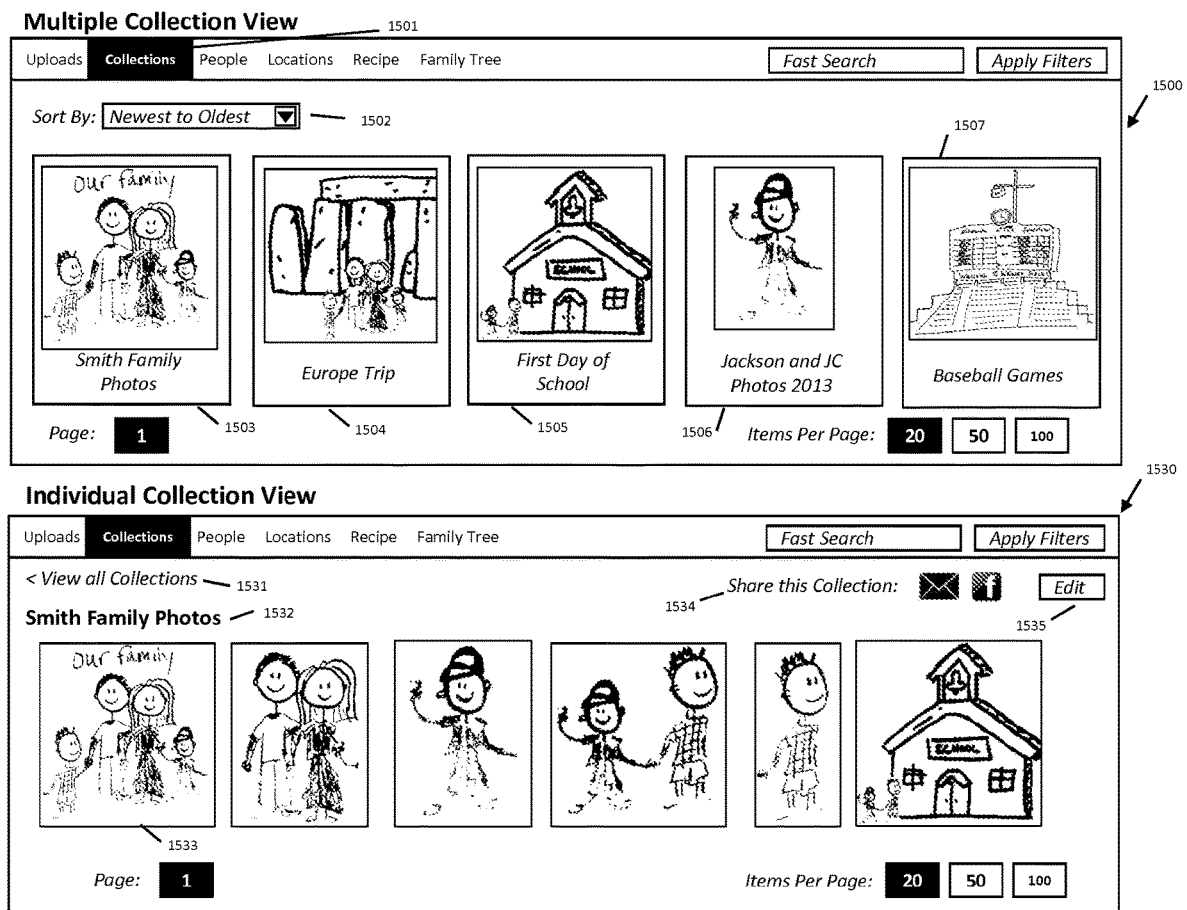 Multiple Collection View
1501
Uploads Collections People Locations Recipe Family Tree Fast Search Apply Filters
1500
Sort By: Newest to Oldest 1502
1507
our family
SCHOOL
Smith Family
Photos
Europe Trip
First Day of
School
Jackson and JC
Photos 2013
Baseball Games
1503 1504 1505 1506
Page: 1 Items Per Page: 20 50 100
1530
Individual Collection View
Uploads Collections People Locations Recipe Family Tree Fast Search Apply Filters
< View all Collections 1531 1534 Share this Collection: f Edit
Smith Family Photos 1532 1535
our family
SCHOOL
1533
Page: 1 Items Per Page: 20 50 100